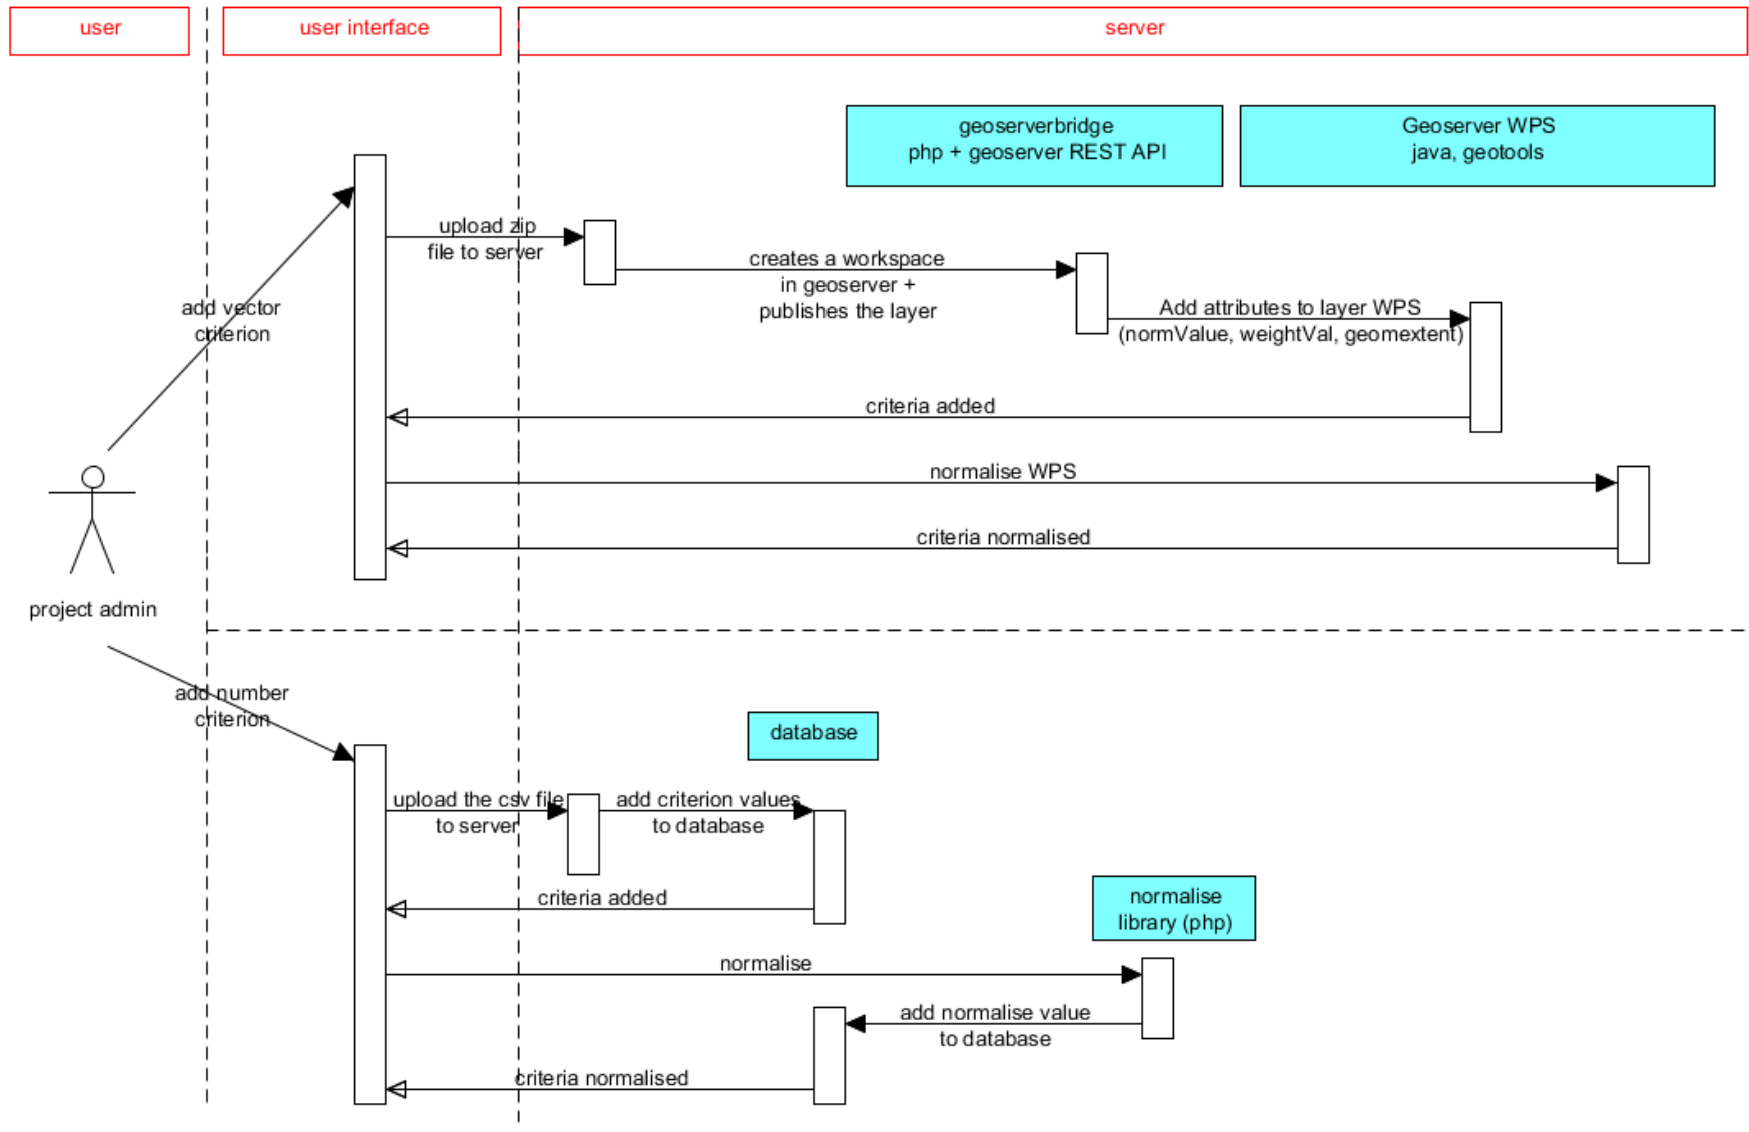 user
user interface
server
geoserverbridge
php + geoserver REST API
Geoserver WPS
java, geotools
upload zip
file to server
creates a workspace
in geoserver +
publishes the layer
add vector
criterion
Add attributes to layer WPS
(normValue, weightVal, geomextent)
criteria added
normalise WPS
criteria normalised
project admin
add number
criterion
database
upload the csv file
to server
add criterion values
to database
criteria added
normalise
library (php)
normalise
add normalise value
to database
criteria normalised